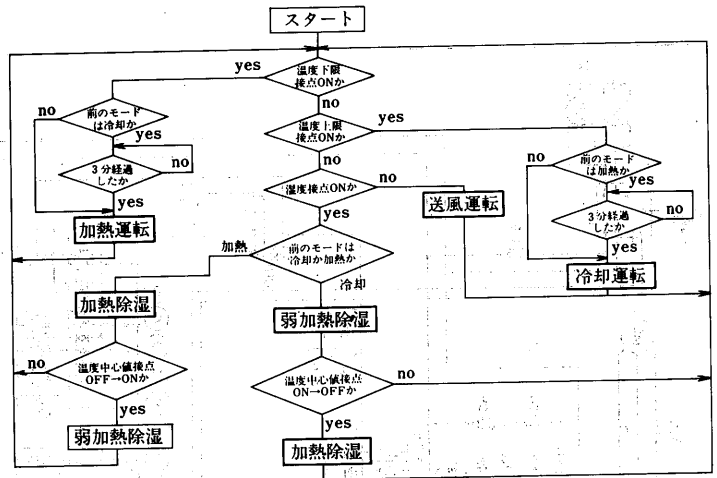 スタート
yes
温度下限
接点ONか
no
no
前のモード
は冷却か
yes
3分経過
したか
no
yes
加熱運転
温度上限
接点ONか
yes
no
温度接点ONか
no
yes
送風運転
no
前のモード
は加熱か
yes
3分経過
したか
no
yes
冷却運転
加熱
前のモードは
冷却か加熱か
冷却
加熱除湿
弱加熱除湿
no
温度中心値接点
OFF→ONか
yes
弱加熱除湿
温度中心値接点
ON→OFFか
no
yes
加熱除湿